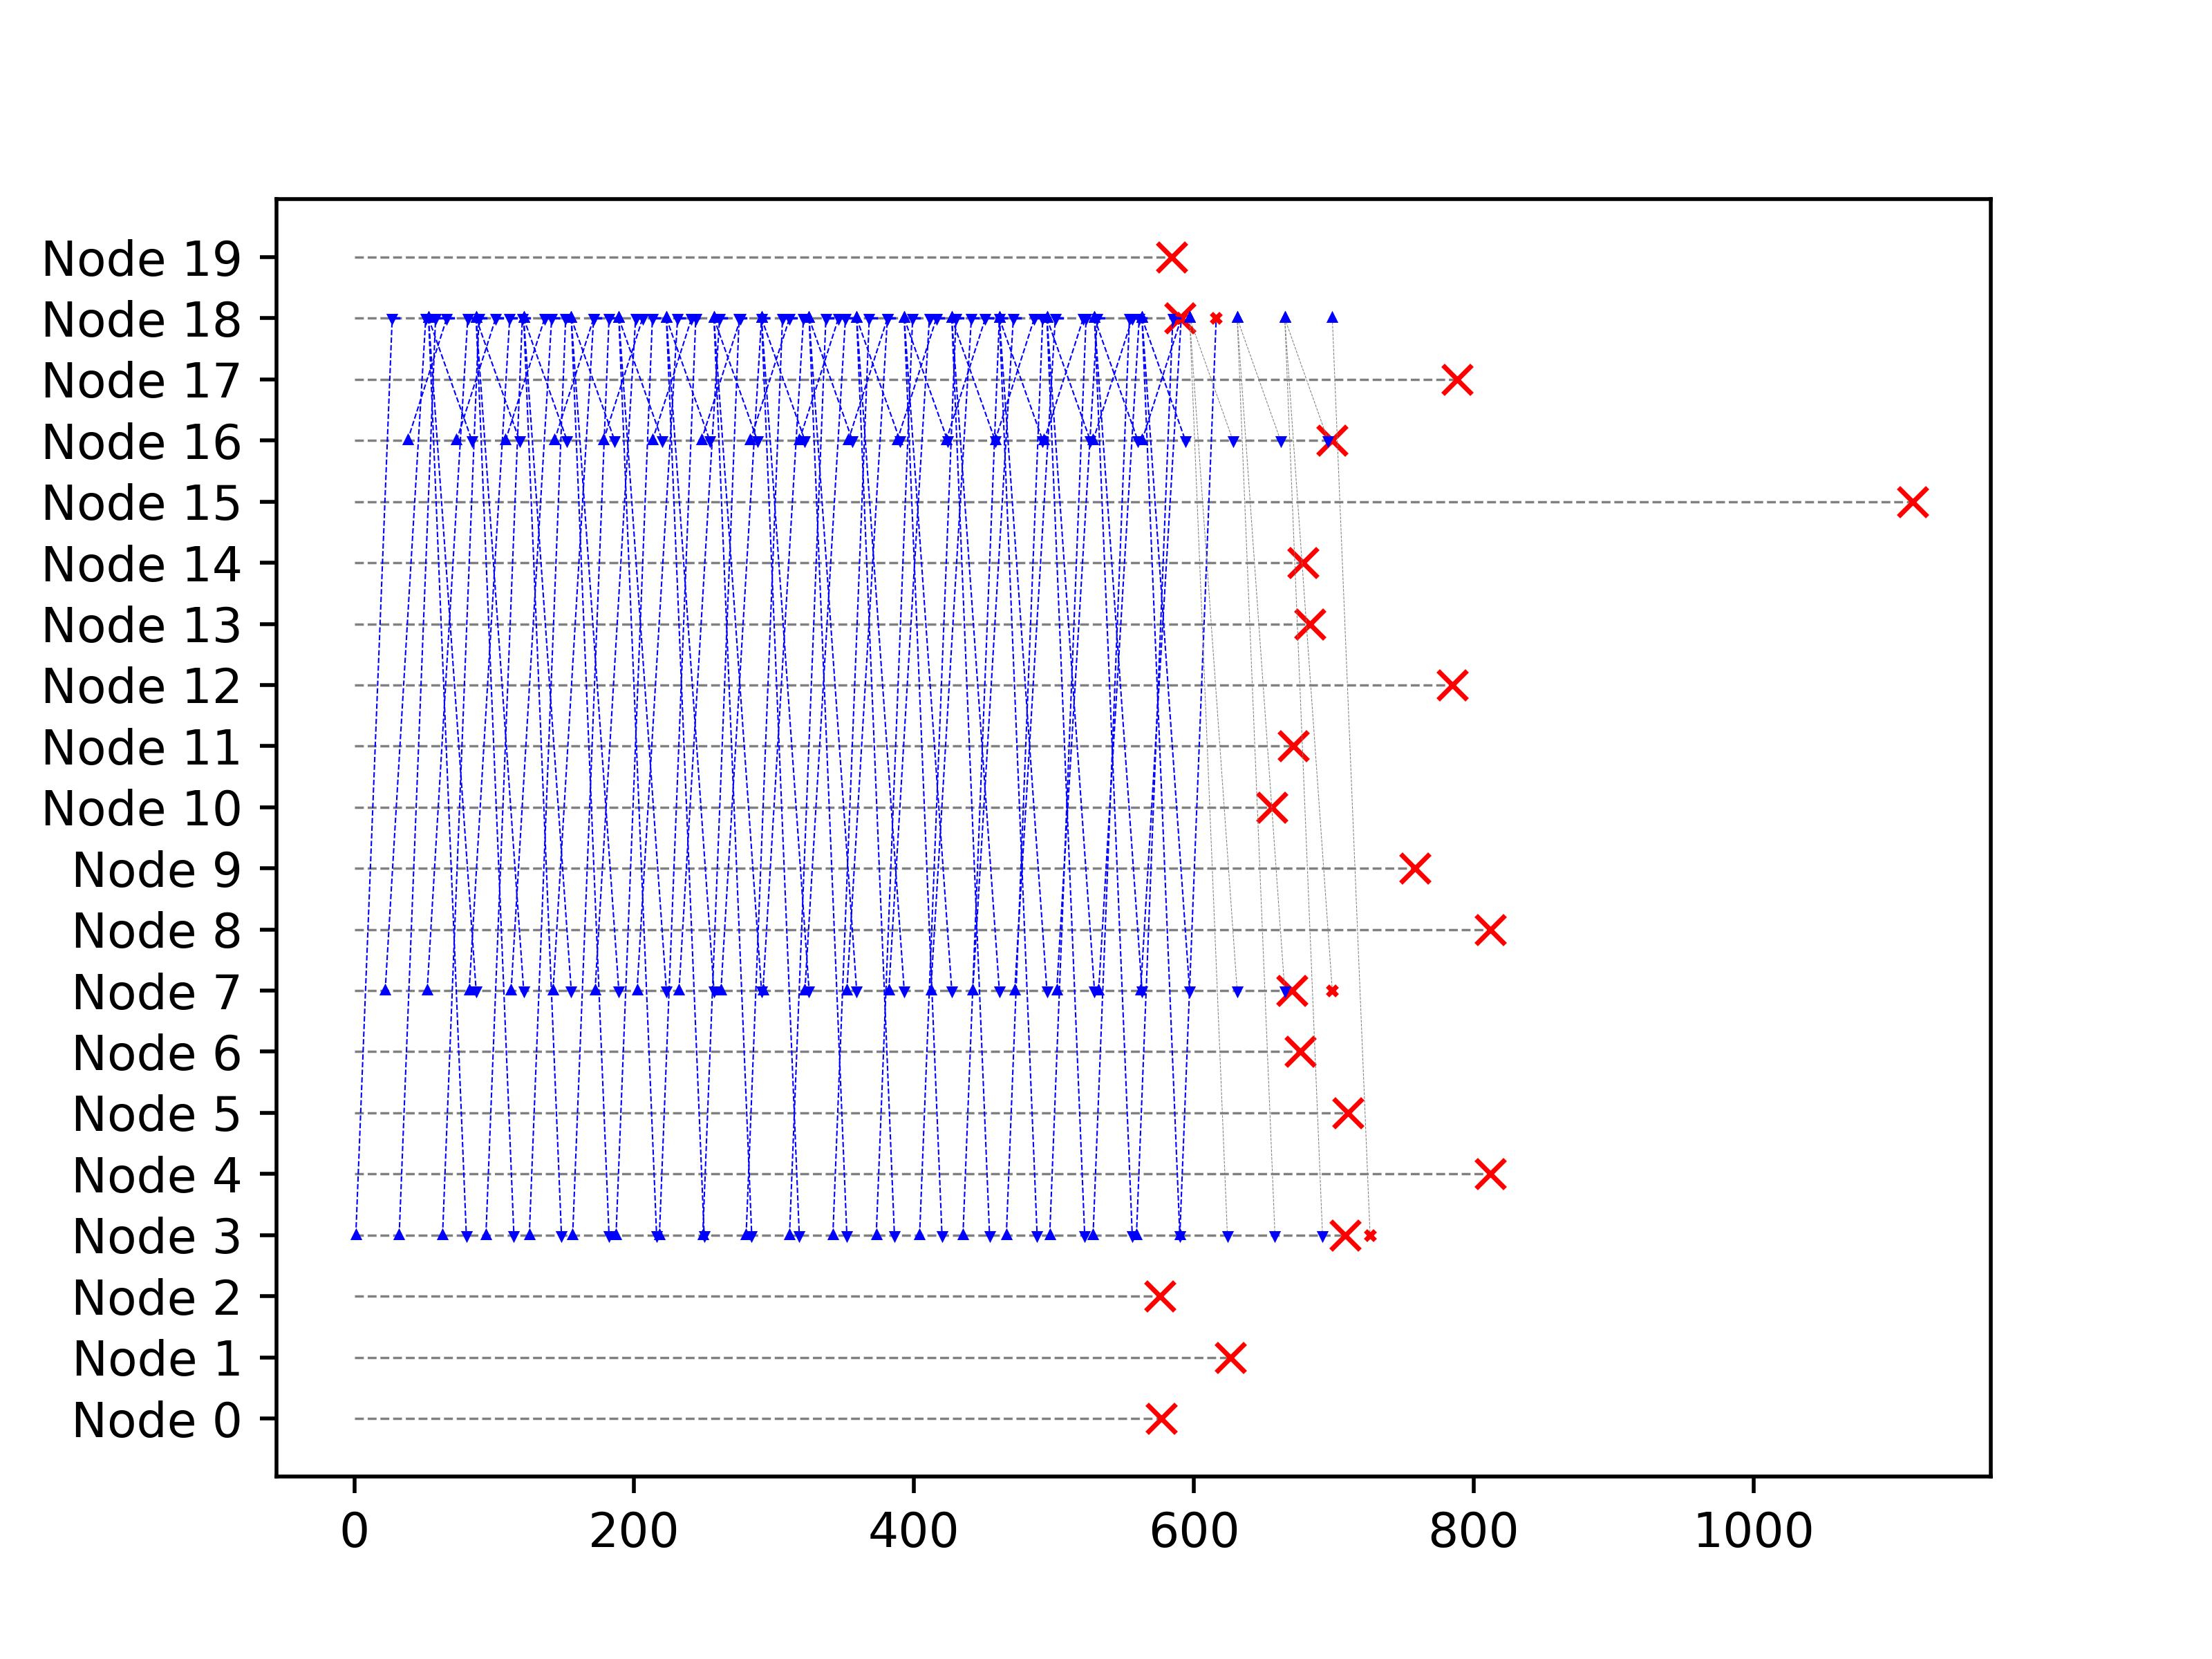 Node 19
Node 18
Node 17
Node 16
Node 15
Node 14
Node 13
Node 12
Node 11
Node 10
Node 9
Node 8
Node 7
Node 6
Node 5
Node 4
Node 3
Node 2
Node 1
Node 0
0 200 400 600 800 1000